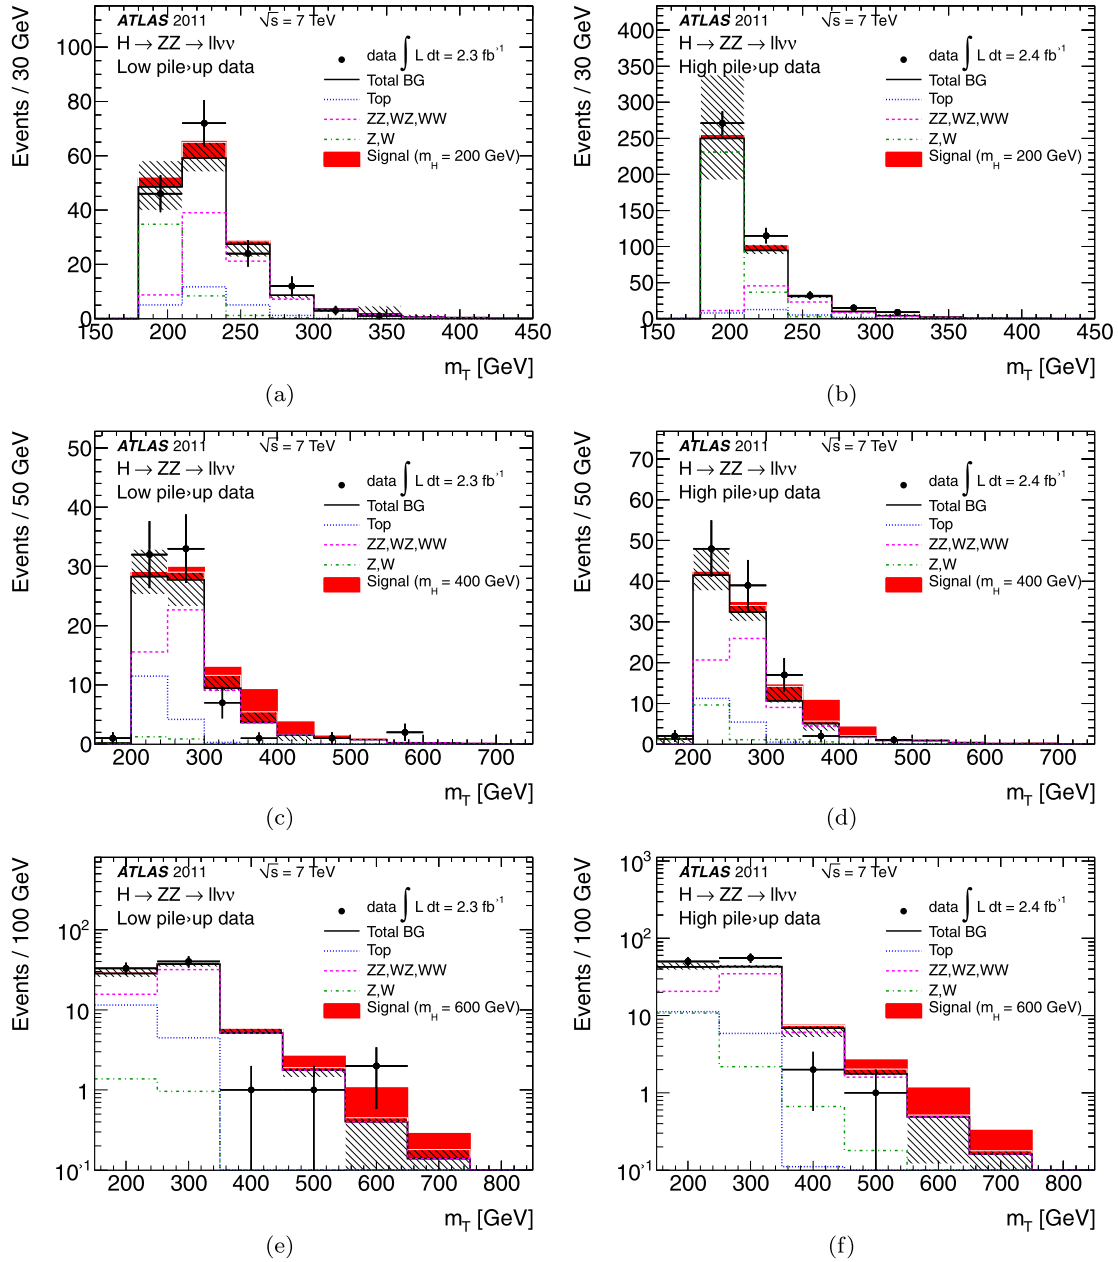 ATLAS 2011 √s = 7 TeV
H → ZZ → llνν
Low pile›up data
data ∫ L dt = 2.3 fb›1
Total BG
Top
ZZ,WZ,WW
Z,W
Signal (mH = 200 GeV)
Events / 30 GeV
100
80
60
40
20
0
150 200 250 300 350 400 450
mT [GeV]
(a)
ATLAS 2011 √s = 7 TeV
H → ZZ → llνν
High pile›up data
data ∫ L dt = 2.4 fb›1
Total BG
Top
ZZ,WZ,WW
Z,W
Signal (mH = 200 GeV)
Events / 30 GeV
400
350
300
250
200
150
100
50
0
150 200 250 300 350 400 450
mT [GeV]
(b)
ATLAS 2011 √s = 7 TeV
H → ZZ → llνν
Low pile›up data
data ∫ L dt = 2.3 fb›1
Total BG
Top
ZZ,WZ,WW
Z,W
Signal (mH = 400 GeV)
Events / 50 GeV
50
40
30
20
10
0
200 300 400 500 600 700
mT [GeV]
(c)
ATLAS 2011 √s = 7 TeV
H → ZZ → llνν
High pile›up data
data ∫ L dt = 2.4 fb›1
Total BG
Top
ZZ,WZ,WW
Z,W
Signal (mH = 400 GeV)
Events / 50 GeV
70
60
50
40
30
20
10
0
200 300 400 500 600 700
mT [GeV]
(d)
ATLAS 2011 √s = 7 TeV
H → ZZ → llνν
Low pile›up data
data ∫ L dt = 2.3 fb›1
Total BG
Top
ZZ,WZ,WW
Z,W
Signal (mH = 600 GeV)
Events / 100 GeV
10²
10
1
10›1
200 300 400 500 600 700 800
mT [GeV]
(e)
ATLAS 2011 √s = 7 TeV
H → ZZ → llνν
High pile›up data
data ∫ L dt = 2.4 fb›1
Total BG
Top
ZZ,WZ,WW
Z,W
Signal (mH = 600 GeV)
Events / 100 GeV
10³
10²
10
1
10›1
200 300 400 500 600 700 800
mT [GeV]
(f)